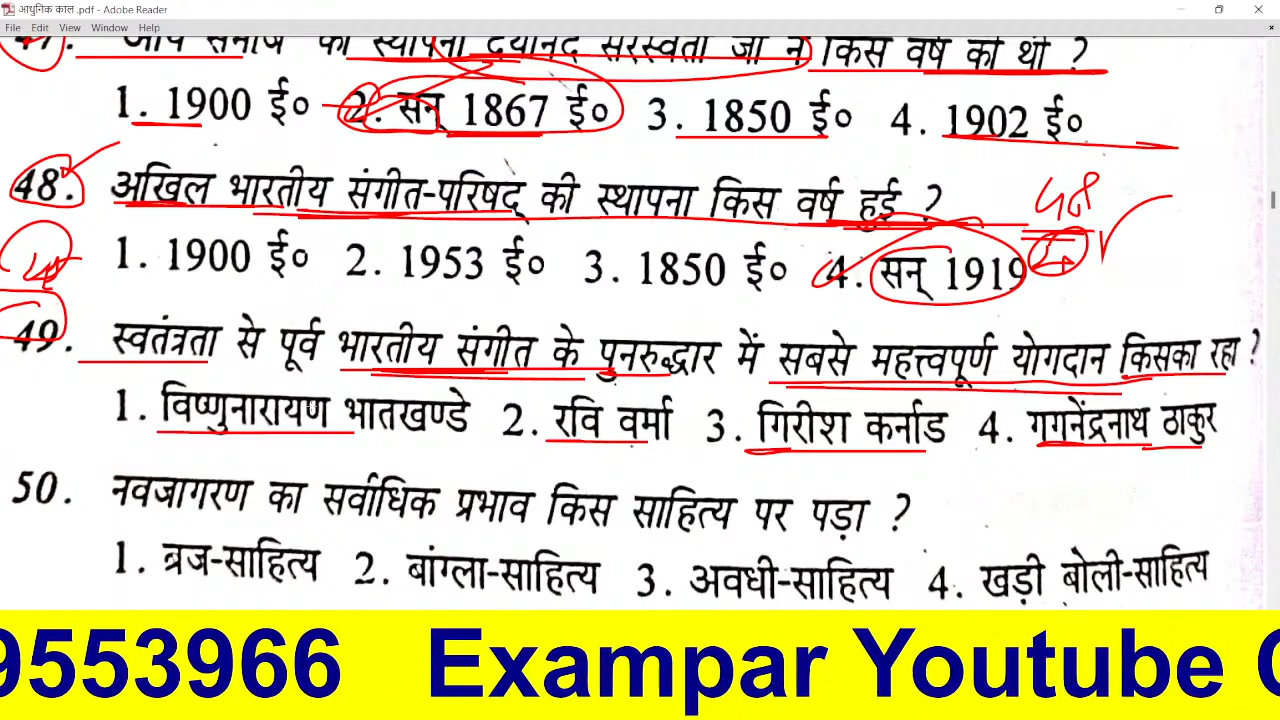 आधुनिक काल .pdf - Adobe Reader
File Edit View Window Help
की स्थापना दयानंद सरस्वती जी ने किस वर्ष की थी ?
1. 1900 ई० 2. सन् 1867 ई० 3. 1850 ई० 4. 1902 ई०
48. अखिल भारतीय संगीत-परिषद् की स्थापना किस वर्ष हुई ?
1. 1900 ई० 2. 1953 ई० 3. 1850 ई० 4. सन् 1919
49. स्वतंत्रता से पूर्व भारतीय संगीत के पुनरुद्धार में सबसे महत्त्वपूर्ण योगदान किसका रहा ?
1. विष्णुनारायण भातखण्डे 2. रवि वर्मा 3. गिरीश कर्नाड 4. गगनेंद्रनाथ ठाकुर
50. नवजागरण का सर्वाधिक प्रभाव किस साहित्य पर पड़ा ?
1. ब्रज-साहित्य 2. बांग्ला-साहित्य 3. अवधी-साहित्य 4. खड़ी बोली-साहित्य
9553966 Exampar Youtube